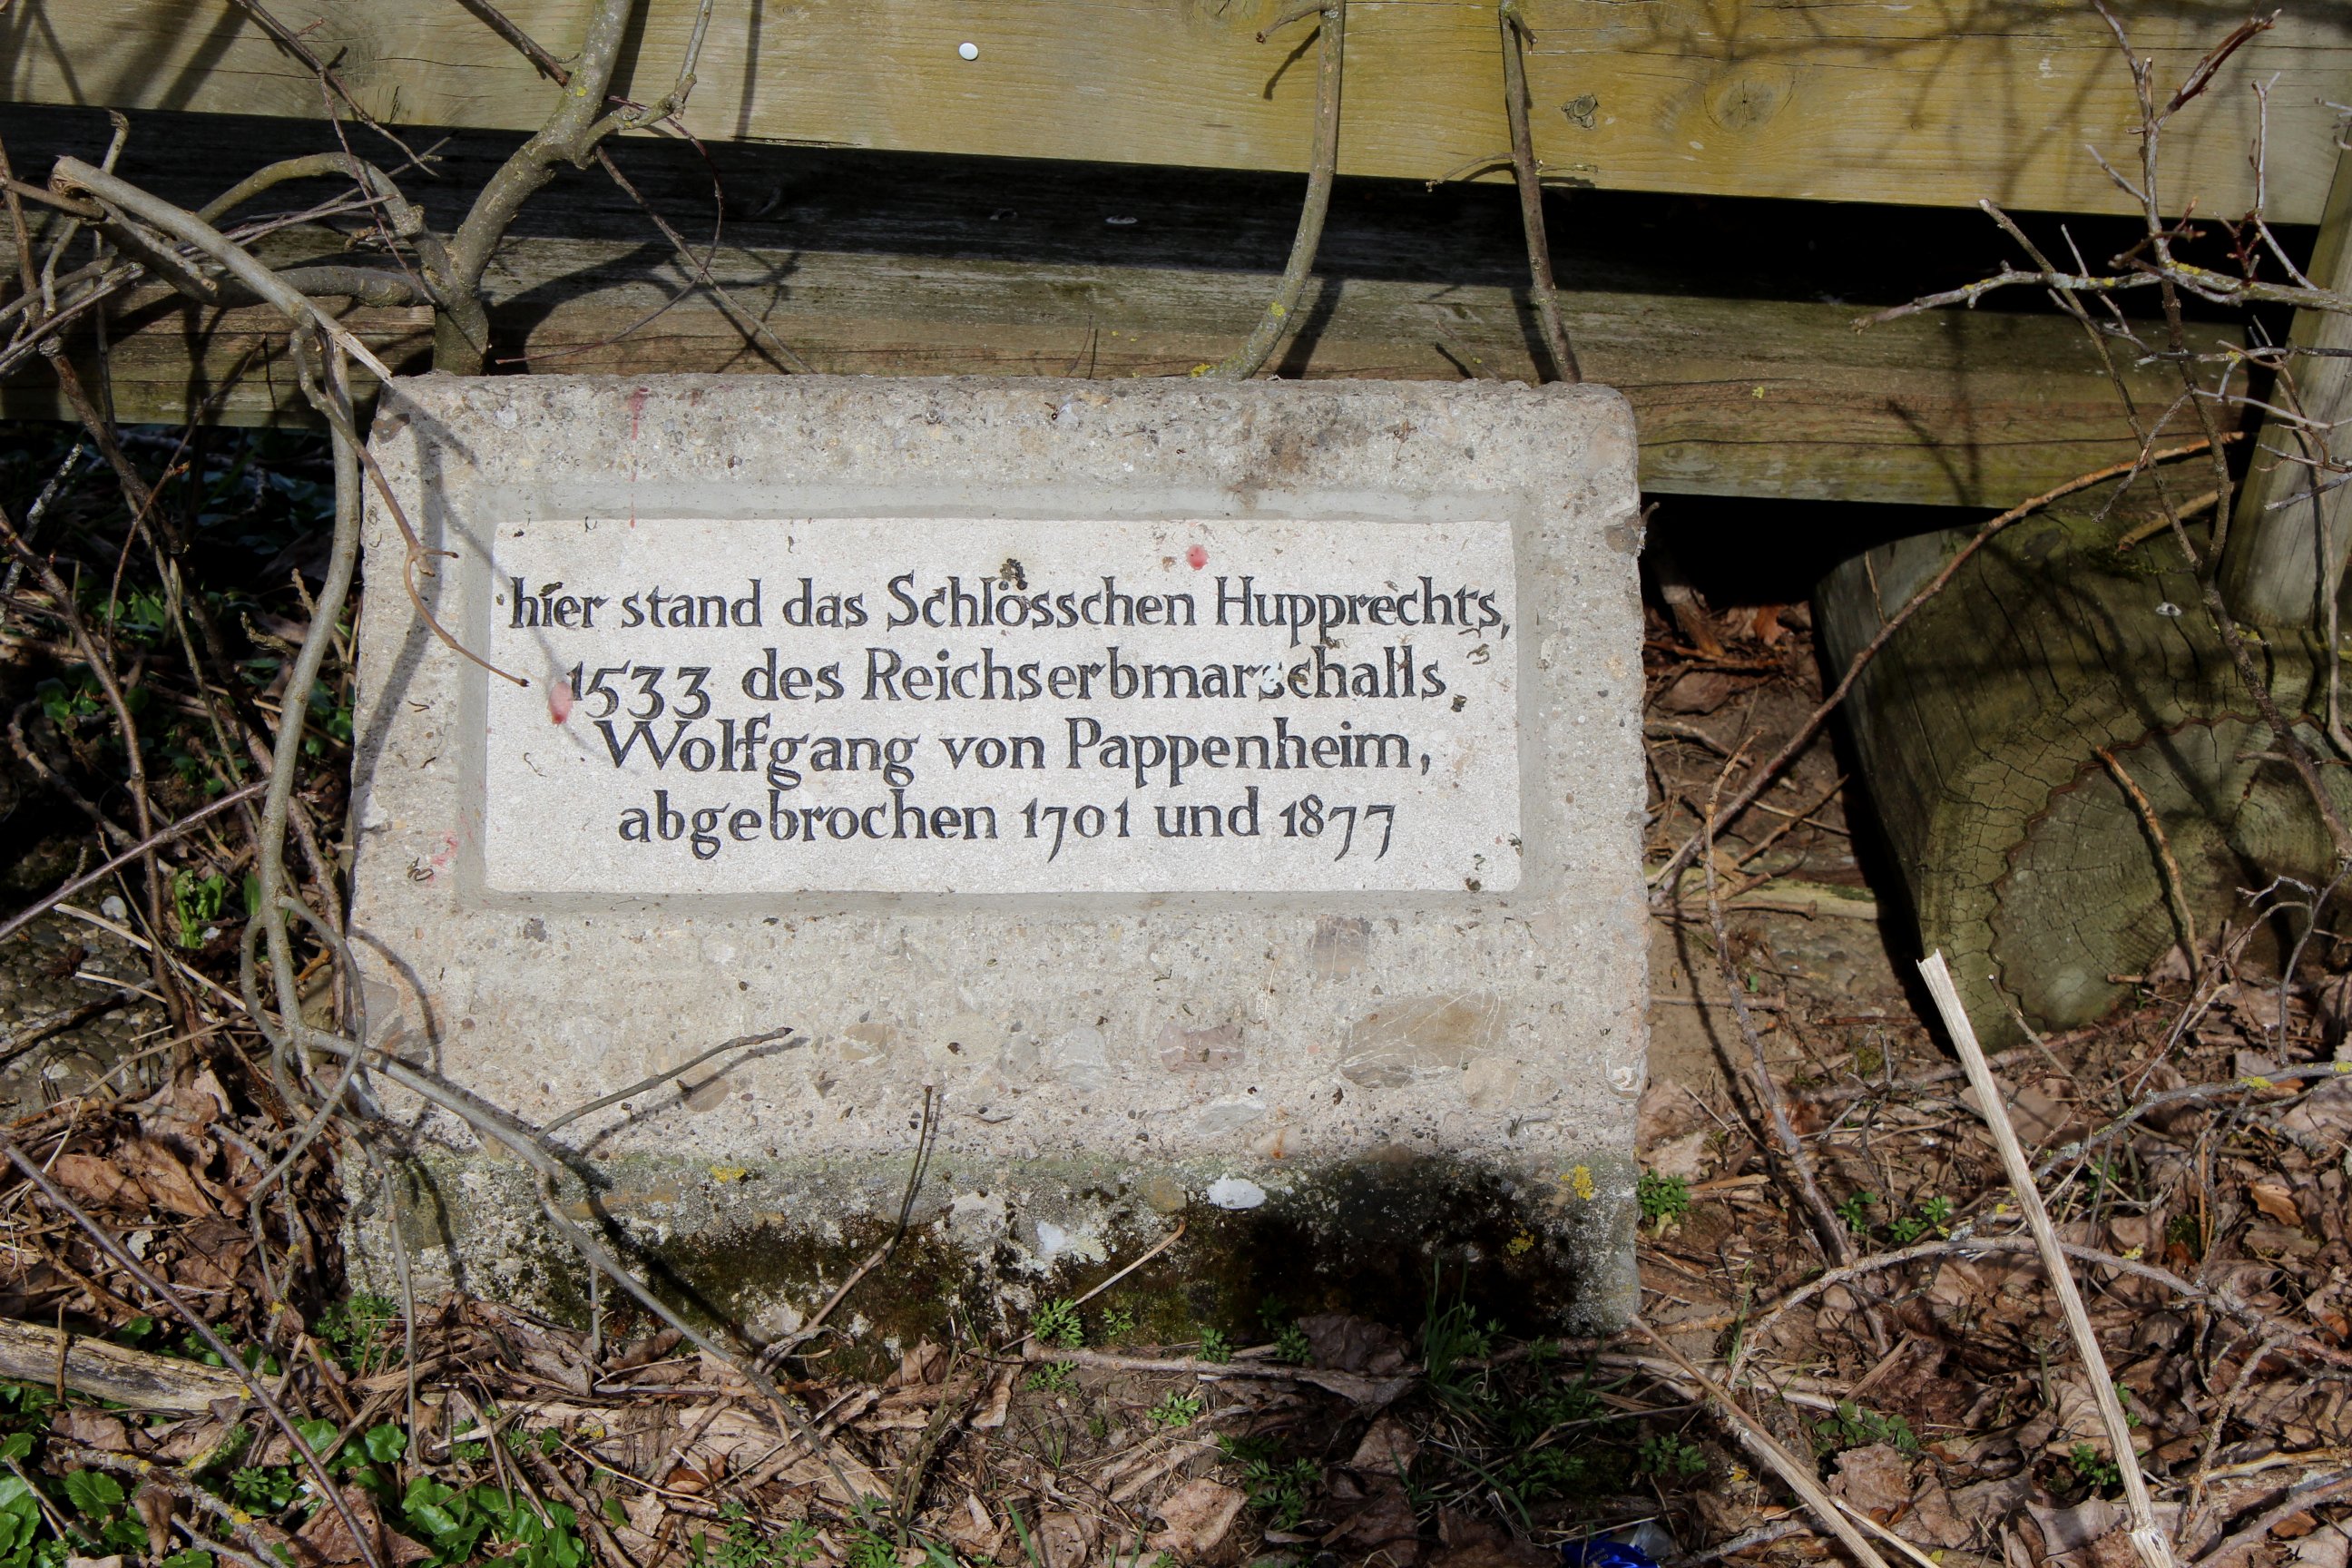 hier stand das Schlösschen Hupprechts,
1533 des Reichserbmarschalls,
Wolfgang von Pappenheim,
abgebrochen 1701 und 1877